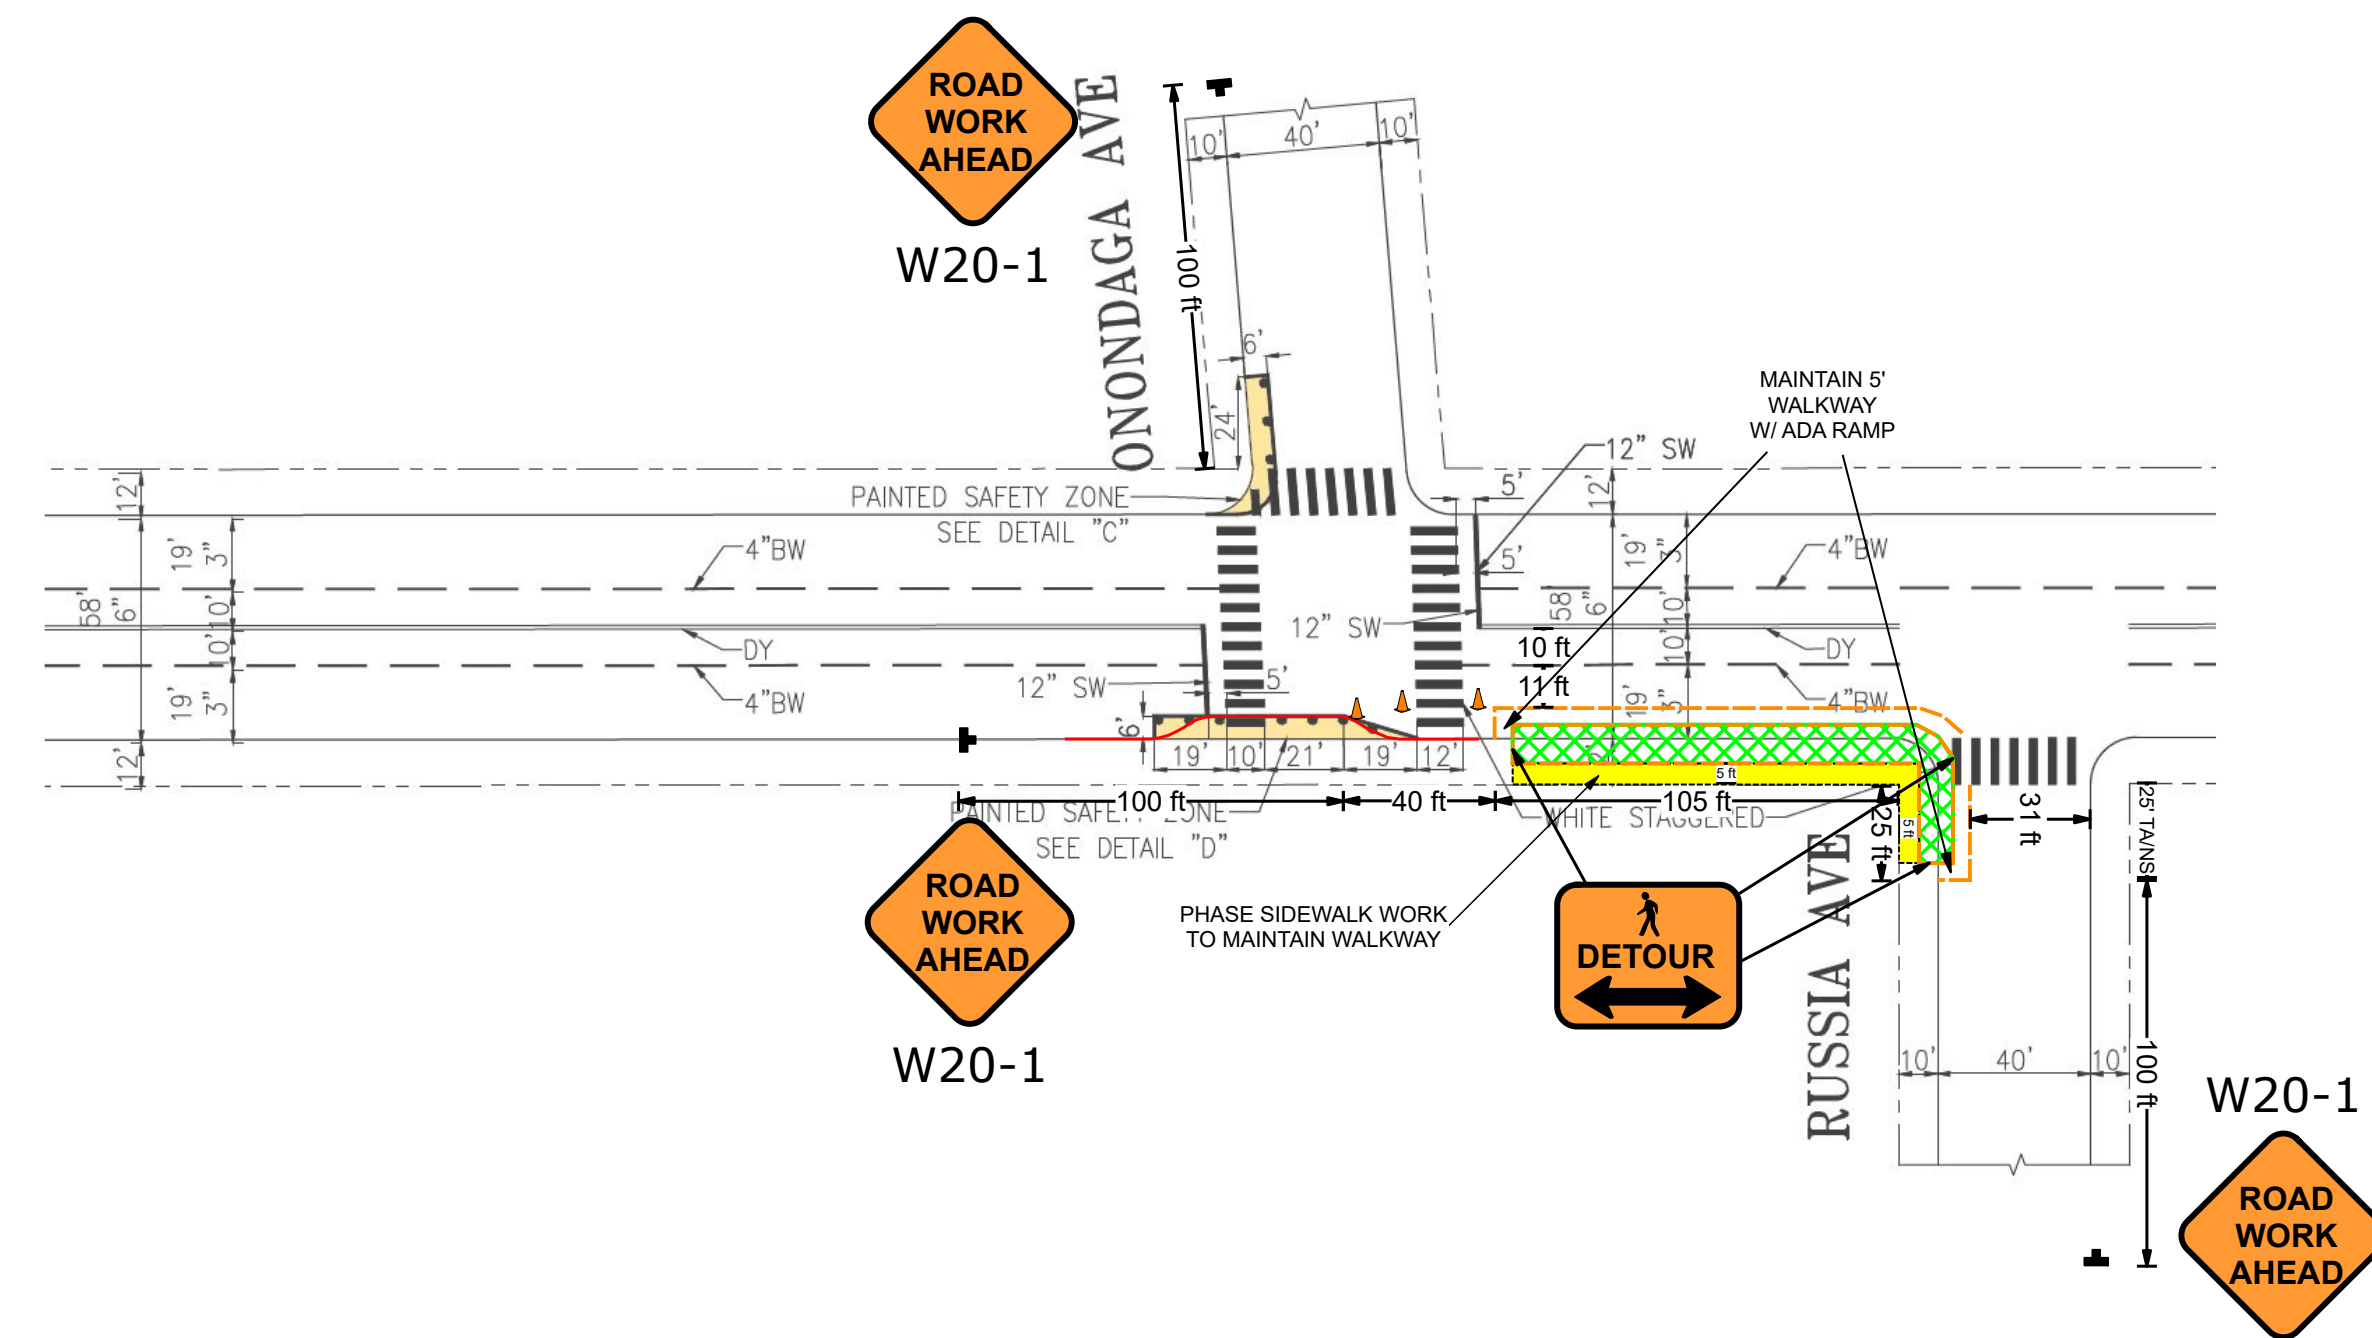 ROAD
WORK
AHEAD
W20-1
ONONDAGA AVE
100 ft
10'
40'
10'
6'
24'
MAINTAIN 5'
WALKWAY
W/ ADA RAMP
12" SW
PAINTED SAFETY ZONE
SEE DETAIL "C"
12'
19'
3"
58'
6"
10'
10'
19'
3"
12'
4"BW
DY
4"BW
12" SW
12" SW
5'
5'
5'
6'
12'
19'
3"
58'
6"
10'
10'
19'
3"
4"BW
DY
4"BW
10 ft
11 ft
19'
10'
21'
19'
12'
5 ft
100 ft
40 ft
105 ft
PAINTED SAFETY ZONE
SEE DETAIL "D"
WHITE STAGGERED
25 ft
5 ft
31 ft
25' TA/NS
ROAD
WORK
AHEAD
W20-1
PHASE SIDEWALK WORK
TO MAINTAIN WALKWAY
DETOUR
RUSSIA AVE
10'
40'
10'
100 ft
W20-1
ROAD
WORK
AHEAD